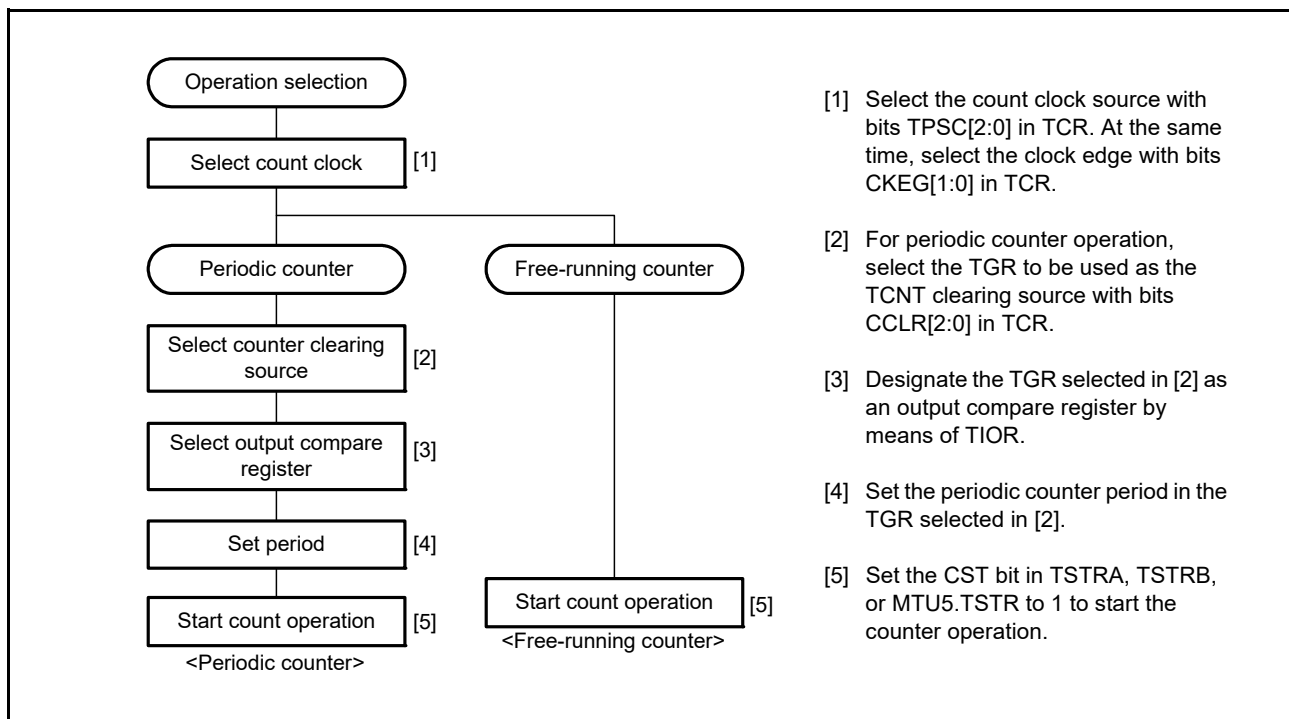 Operation selection
Select count clock
[1]
Periodic counter
Free-running counter
Select counter clearing
source
[2]
Select output compare
register
[3]
Set period
[4]
Start count operation
[5]
<Periodic counter>
Start count operation
[5]
<Free-running counter>
[1] Select the count clock source with
bits TPSC[2:0] in TCR. At the same
time, select the clock edge with bits
CKEG[1:0] in TCR.
[2] For periodic counter operation,
select the TGR to be used as the
TCNT clearing source with bits
CCLR[2:0] in TCR.
[3] Designate the TGR selected in [2] as
an output compare register by
means of TIOR.
[4] Set the periodic counter period in the
TGR selected in [2].
[5] Set the CST bit in TSTRA, TSTRB,
or MTU5.TSTR to 1 to start the
counter operation.